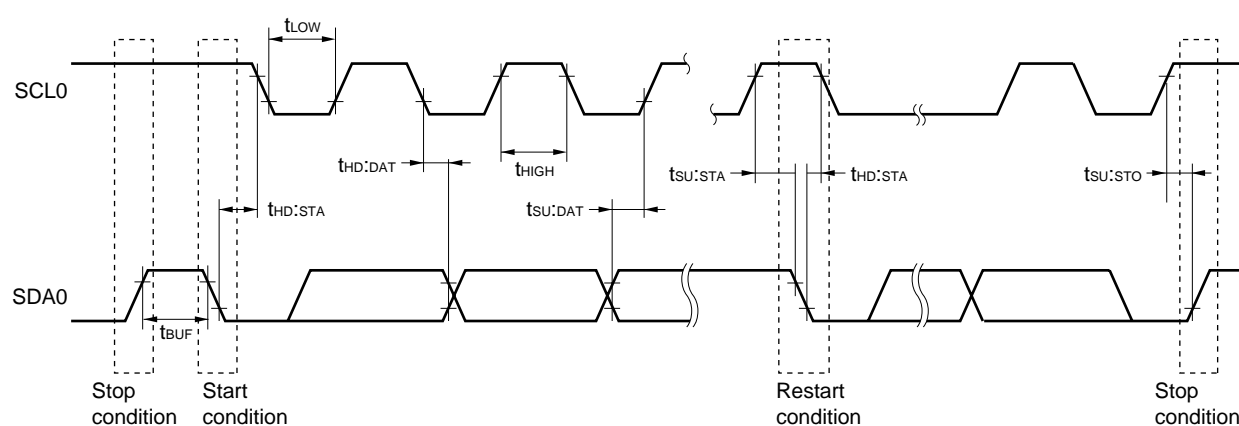 tLOW
SCL0
tHD:DAT
tHIGH
tSU:STA
tHD:STA
tSU:STO
tHD:STA
tSU:DAT
SDA0
tBUF
Stop
condition
Start
condition
Restart
condition
Stop
condition